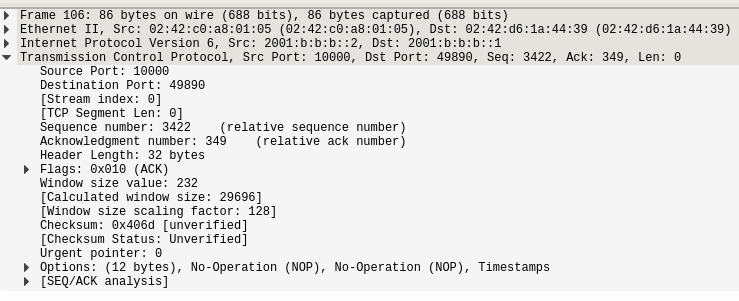 Frame 106: 86 bytes on wire (688 bits), 86 bytes captured (688 bits)
Ethernet II, Src: 02:42:c0:a8:01:05 (02:42:c0:a8:01:05), Dst: 02:42:d6:1a:44:39 (02:42:d6:1a:44:39)
Internet Protocol Version 6, Src: 2001:b:b:b::2, Dst: 2001:b:b:b::1
Transmission Control Protocol, Src Port: 10000, Dst Port: 49890, Seq: 3422, Ack: 349, Len: 0
Source Port: 10000
Destination Port: 49890
[Stream index: 0]
[TCP Segment Len: 0]
Sequence number: 3422    (relative sequence number)
Acknowledgment number: 349    (relative ack number)
Header Length: 32 bytes
Flags: 0x010 (ACK)
Window size value: 232
[Calculated window size: 29696]
[Window size scaling factor: 128]
Checksum: 0x406d [unverified]
[Checksum Status: Unverified]
Urgent pointer: 0
Options: (12 bytes), No-Operation (NOP), No-Operation (NOP), Timestamps
[SEQ/ACK analysis]